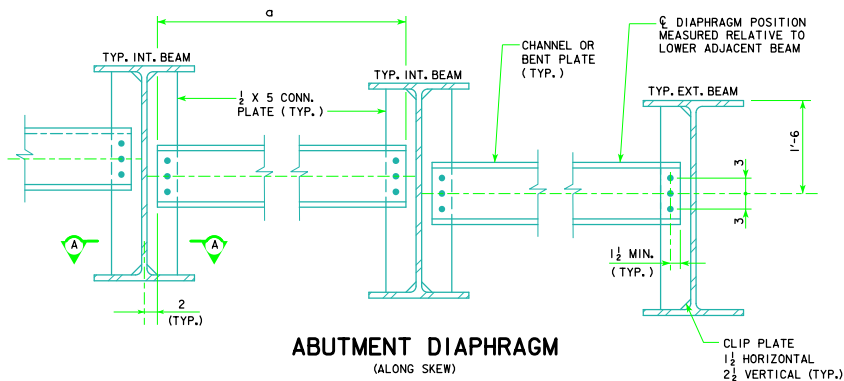 a
℄ DIAPHRAGM POSITION
MEASURED RELATIVE TO
LOWER ADJACENT BEAM
CHANNEL OR
BENT PLATE
(TYP.)
TYP. INT. BEAM
TYP. INT. BEAM
TYP. EXT. BEAM
½ X 5 CONN.
PLATE (TYP.)
1'-6
3
3
A
A
1½ MIN.
(TYP.)
2
(TYP.)
ABUTMENT DIAPHRAGM
(ALONG SKEW)
CLIP PLATE
1½ HORIZONTAL
2½ VERTICAL (TYP.)